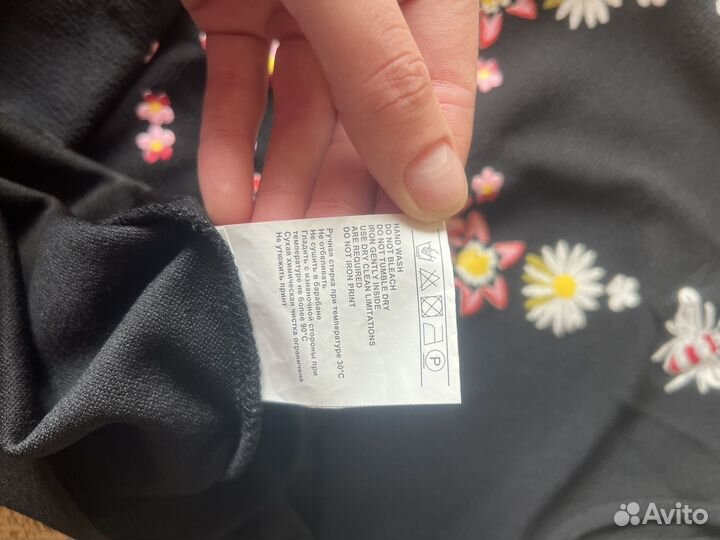 HAND WASH
DO NOT BLEACH
DO NOT TUMBLE DRY
IRON GENTLY INSIDE
USE DRY CLEAN LIMITATIONS
ARE REQUIRED
DO NOT IRON PRINT
Ручная стирка при температуре 30°С
Не отбеливать
Не сушить в барабане
Гладить с изнаночной стороны при
температуре не более 90°С
Сухая химическая чистка ограничена
Не утюжить принт
P
Avito